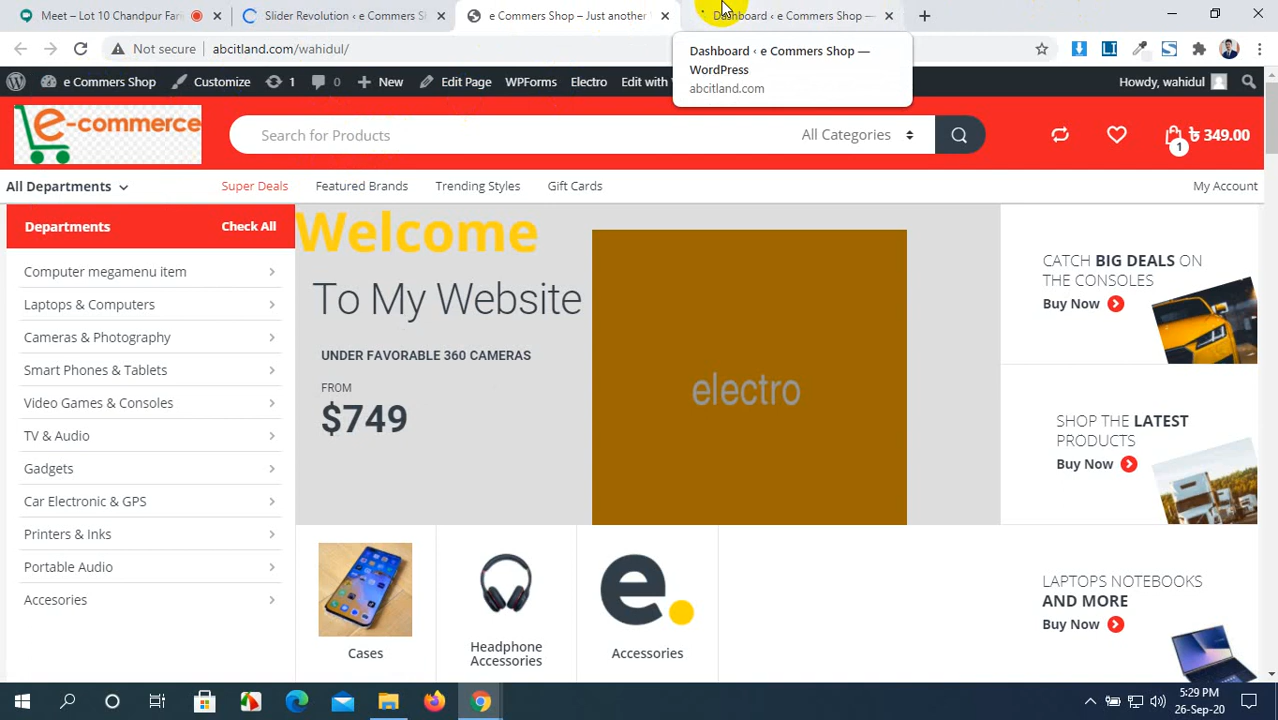 Meet – Lot 10 Chandpur Far
Slider Revolution ‹ e Commers S
e Commers Shop – Just another
Dashboard ‹ e Commers Shop —
Not secure
abcitland.com/wahidul/
Dashboard ‹ e Commers Shop —
WordPress
abcitland.com
e Commers Shop
Customize
1
0
New
Edit Page
WPForms
Electro
Edit with
Howdy, wahidul
e-commerce
Search for Products
All Categories
৳ 349.00
1
All Departments
Super Deals
Featured Brands
Trending Styles
Gift Cards
My Account
Departments
Check All
Computer megamenu item
Laptops & Computers
Cameras & Photography
Smart Phones & Tablets
Video Games & Consoles
TV & Audio
Gadgets
Car Electronic & GPS
Printers & Inks
Portable Audio
Accesories
Welcome
To My Website
UNDER FAVORABLE 360 CAMERAS
FROM
$749
electro
CATCH BIG DEALS ON
THE CONSOLES
Buy Now
SHOP THE LATEST
PRODUCTS
Buy Now
LAPTOPS NOTEBOOKS
AND MORE
Buy Now
Cases
Headphone
Accessories
e.
Accessories
5:29 PM
26-Sep-20